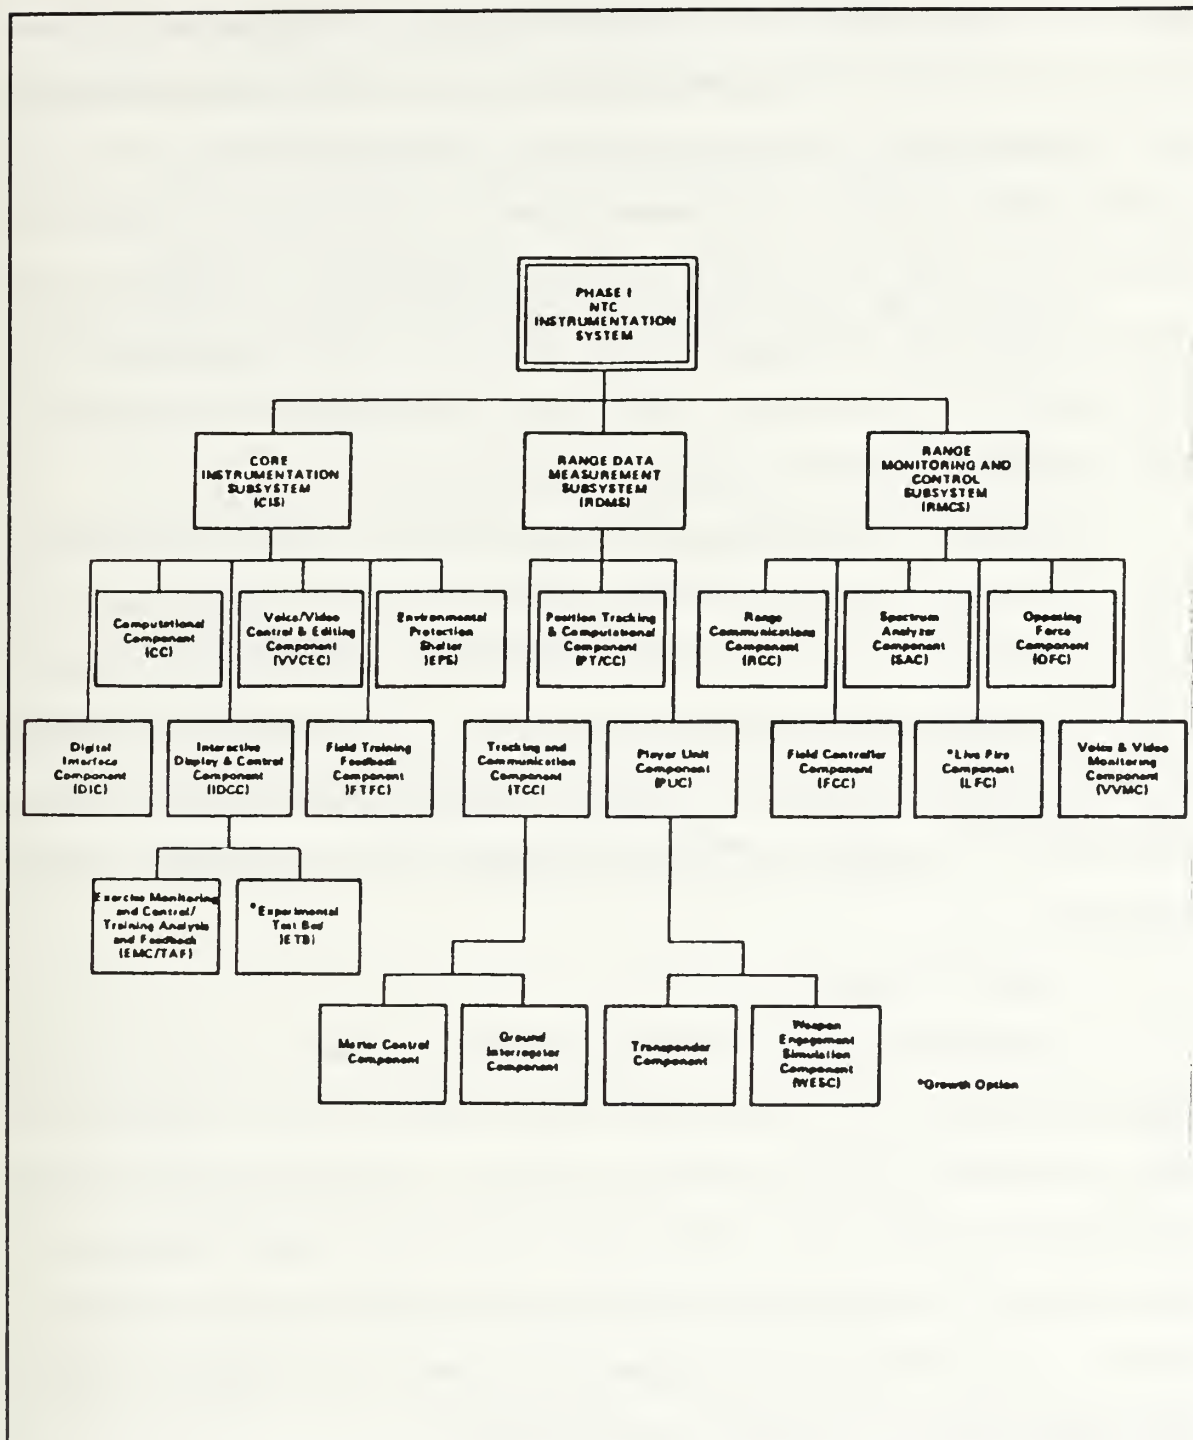 PHASE I
NTC
INSTRUMENTATION
SYSTEM
CORE
INSTRUMENTATION
SUBSYSTEM
(CIS)
RANGE DATA
MEASUREMENT
SUBSYSTEM
(RDMS)
RANGE
MONITORING AND
CONTROL
SUBSYSTEM
(RMCS)
Computational
Component
(CC)
Voice/Video
Control & Editing
Component
(VVCEC)
Environmental
Protection
Shelter
(EPS)
Position Tracking
& Computational
Component
(PT/CC)
Range
Communications
Component
(RCC)
Spectrum
Analyzer
Component
(SAC)
Opposing
Force
Component
(OFC)
Digital
Interface
Component
(DIC)
Interactive
Display & Control
Component
(IDCC)
Field Training
Feedback
Component
(FTFC)
Tracking and
Communication
Component
(TCC)
Player Unit
Component
(PUC)
Field Controller
Component
(FCC)
*Live Fire
Component
(LFC)
Voice & Video
Monitoring
Component
(VVMC)
Exercise Monitoring
and Control/
Training Analysis
and Feedback
(EMC/TAF)
*Experimental
Test Bed
(ETB)
Master Control
Component
Ground
Interrogator
Component
Transponder
Component
Weapon
Engagement
Simulation
Component
(WESC)
*Growth Option